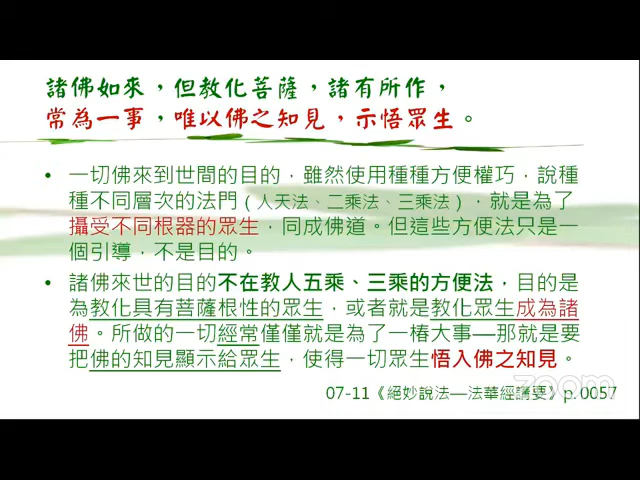 諸佛如來，但教化菩薩，諸有所作，
常為一事，唯以佛之知見，示悟眾生。
• 一切佛來到世間的目的，雖然使用種種方便權巧，說種
種不同層次的法門（人天法、二乘法、三乘法），就是為了
攝受不同根器的眾生，同成佛道。但這些方便法只是一
個引導，不是目的。
• 諸佛來世的目的不在教人五乘、三乘的方便法，目的是
為教化具有菩薩根性的眾生，或者就是教化眾生成為諸
佛。所做的一切經常僅僅就是為了一樁大事—那就是要
把佛的知見顯示給眾生，使得一切眾生悟入佛之知見。
07-11《絕妙說法—法華經講要》p.0057
zoom